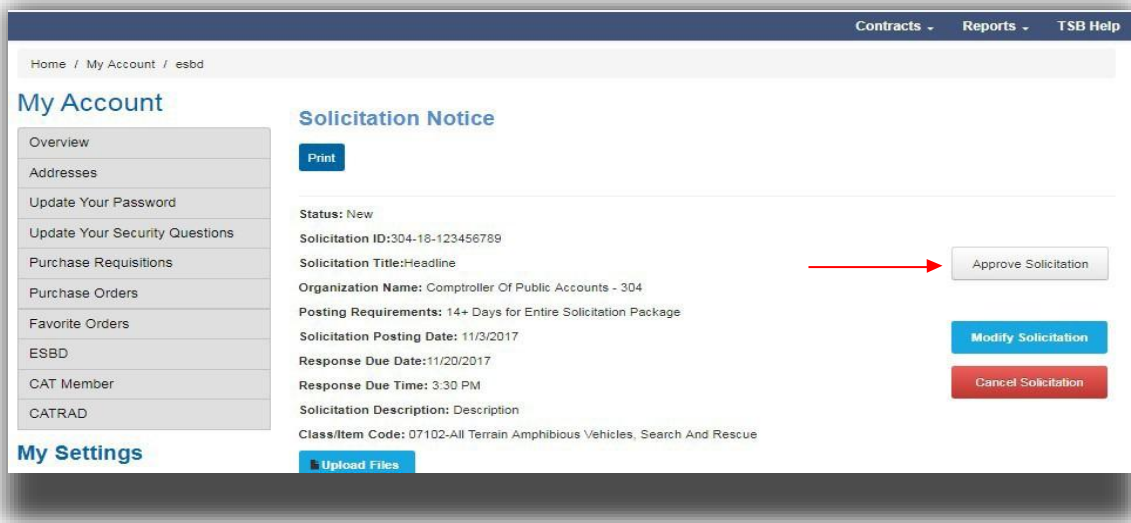 Contracts Reports TSB Help
Home / My Account / esbd
My Account
Overview
Addresses
Update Your Password
Update Your Security Questions
Purchase Requisitions
Purchase Orders
Favorite Orders
ESBD
CAT Member
CATRAD
My Settings
Solicitation Notice
Print
Status: New
Solicitation ID:304-18-123456789
Solicitation Title:Headline
Organization Name: Comptroller Of Public Accounts - 304
Posting Requirements: 14+ Days for Entire Solicitation Package
Solicitation Posting Date: 11/3/2017
Response Due Date:11/20/2017
Response Due Time: 3:30 PM
Solicitation Description: Description
Class/Item Code: 07102-All Terrain Amphibious Vehicles, Search And Rescue
Upload Files
Approve Solicitation
Modify Solicitation
Cancel Solicitation